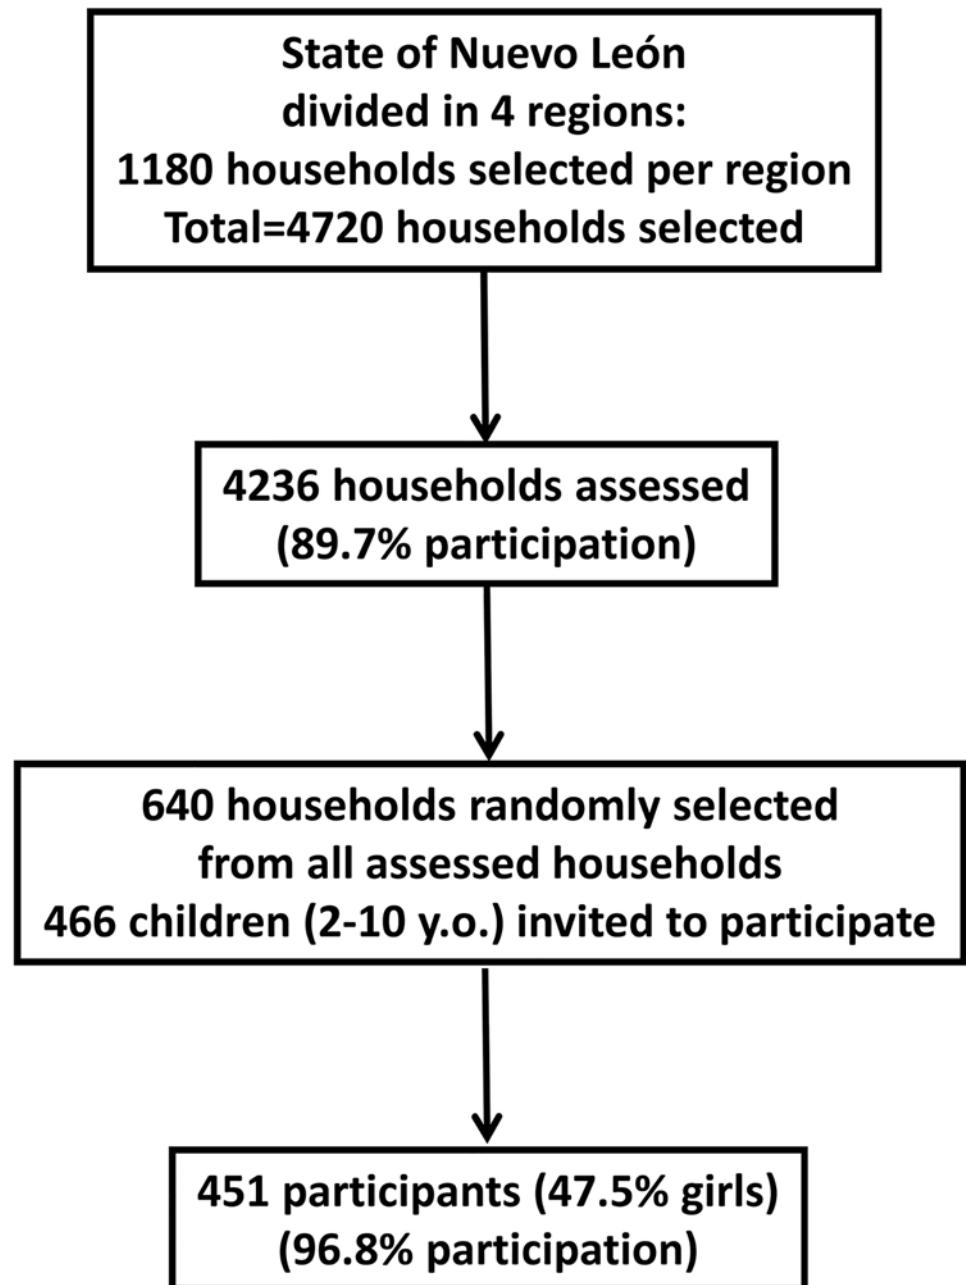 State of Nuevo León
divided in 4 regions:
1180 households selected per region
Total=4720 households selected
4236 households assessed
(89.7% participation)
640 households randomly selected
from all assessed households
466 children (2-10 y.o.) invited to participate
451 participants (47.5% girls)
(96.8% participation)